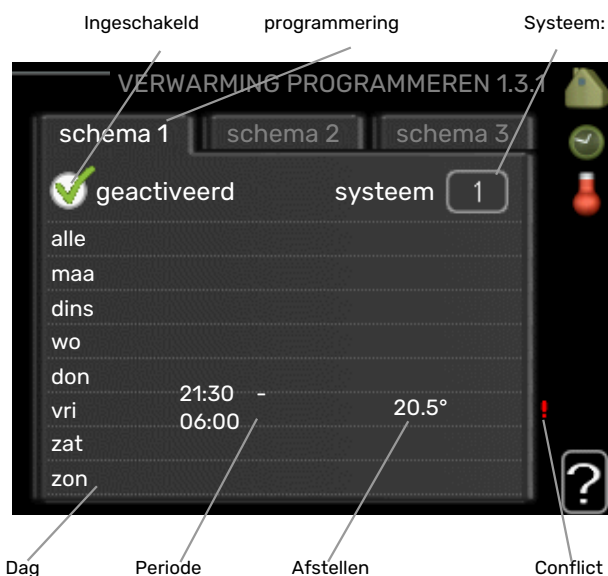 Ingeschakeld programmering Systeem:
VERWARMING PROGRAMMEREN 1.3.1
schema 1 schema 2 schema 3
geactiveerd systeem 1
alle
maa
dins
wo
don
21:30 -
vri 20.5° !
06:00
zat
zon
?
Dag Periode Afstellen Conflict